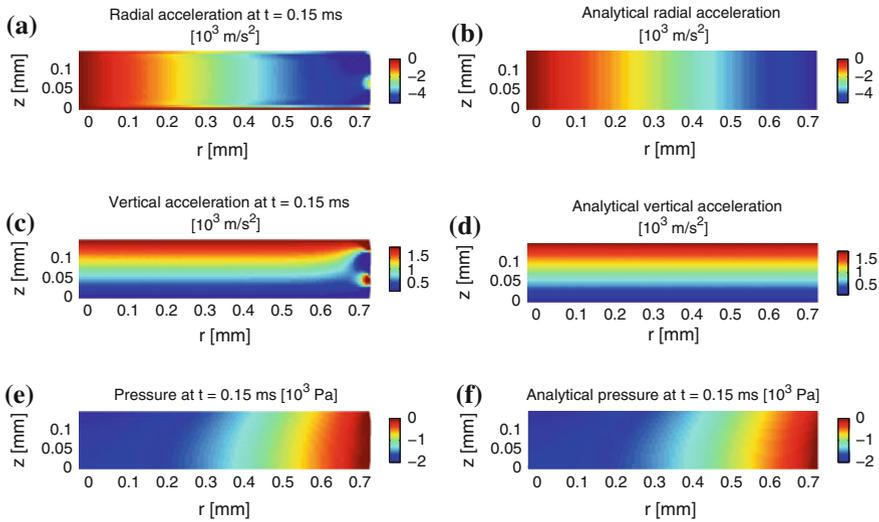 (a)
Radial acceleration at t = 0.15 ms
[10³ m/s²]
z [mm]
0.1
0.05
0
0 0.1 0.2 0.3 0.4 0.5 0.6 0.7
r [mm]
0
−2
−4
(b)
Analytical radial acceleration
[10³ m/s²]
z [mm]
0.1
0.05
0
0 0.1 0.2 0.3 0.4 0.5 0.6 0.7
r [mm]
0
−2
−4
(c)
Vertical acceleration at t = 0.15 ms
[10³ m/s²]
z [mm]
0.1
0.05
0
0 0.1 0.2 0.3 0.4 0.5 0.6 0.7
r [mm]
1.5
1
0.5
(d)
Analytical vertical acceleration
[10³ m/s²]
z [mm]
0.1
0.05
0
0 0.1 0.2 0.3 0.4 0.5 0.6 0.7
r [mm]
1.5
1
0.5
(e)
Pressure at t = 0.15 ms [10³ Pa]
z [mm]
0.1
0.05
0
0 0.1 0.2 0.3 0.4 0.5 0.6 0.7
r [mm]
0
−1
−2
(f)
Analytical pressure at t = 0.15 ms [10³ Pa]
z [mm]
0.1
0.05
0
0 0.1 0.2 0.3 0.4 0.5 0.6 0.7
r [mm]
0
−1
−2